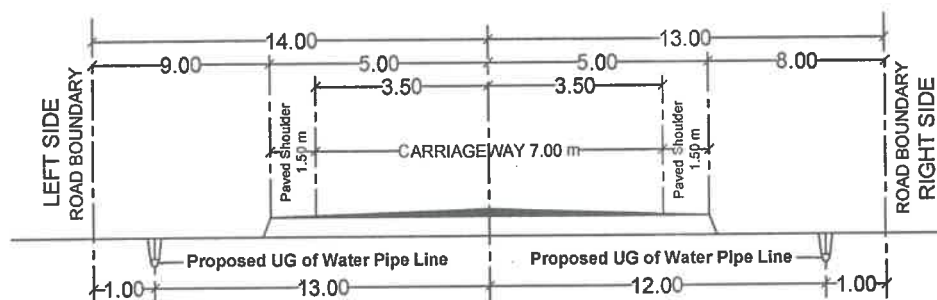 14.00 13.00
9.00 5.00 5.00 8.00
3.50 3.50
LEFT SIDE
ROAD BOUNDARY
Paved Shoulder
1.50 m
CARRIAGEWAY 7.00 m
Paved Shoulder
1.50 m
ROAD BOUNDARY
RIGHT SIDE
Proposed UG of Water Pipe Line Proposed UG of Water Pipe Line
1.00 13.00 12.00 1.00